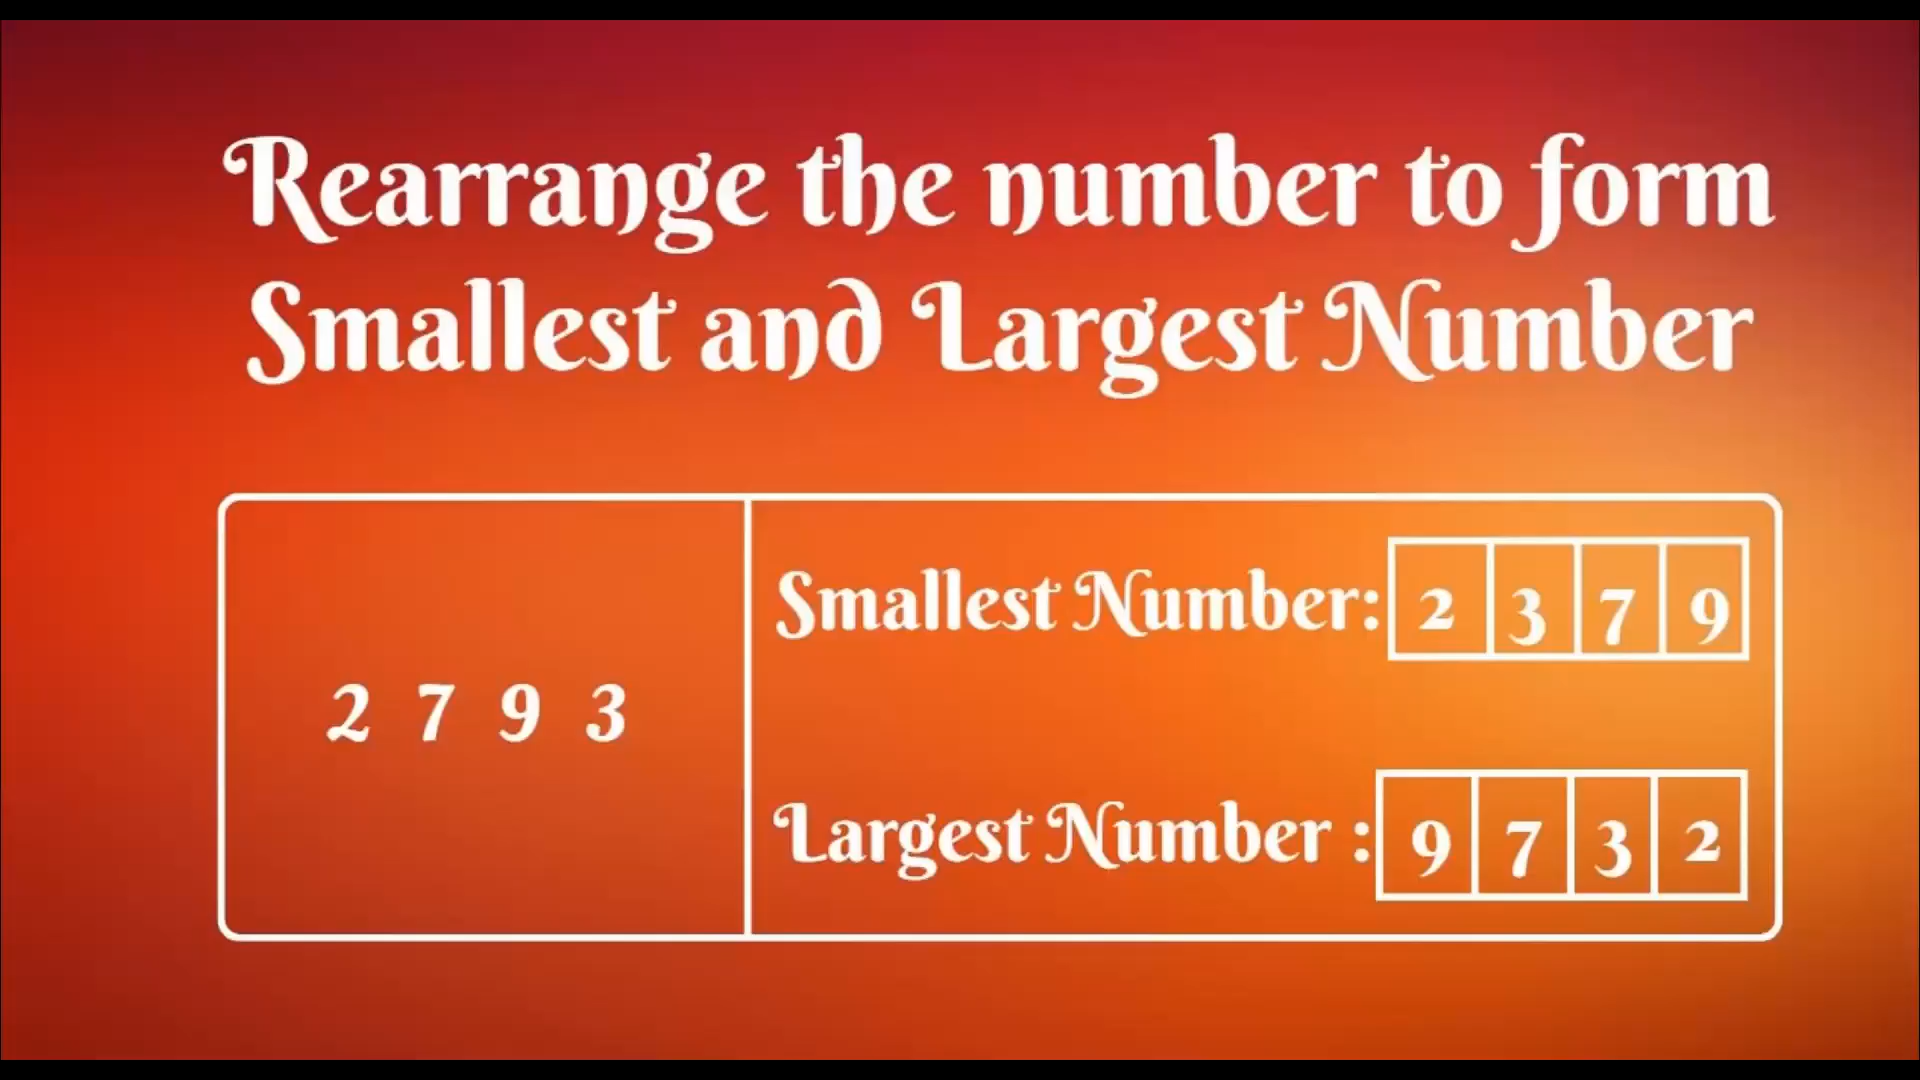 Rearrange the number to form
Smallest and Largest Number
2 7 9 3
Smallest Number: 2 3 7 9
Largest Number : 9 7 3 2